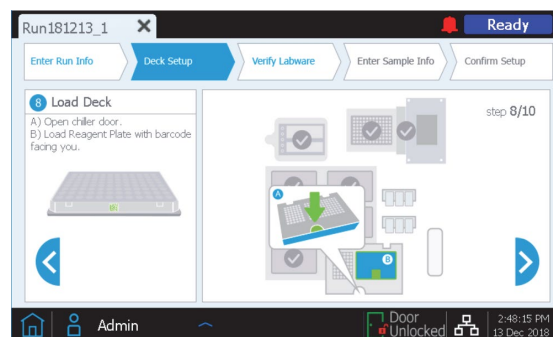 Run181213_1
Ready
Enter Run Info
Deck Setup
Verify Labware
Enter Sample Info
Confirm Setup
8 Load Deck
A) Open chiller door.
B) Load Reagent Plate with barcode
facing you.
step 8/10
A
B
Admin
Door
Unlocked
2:48:15 PM
13 Dec 2018